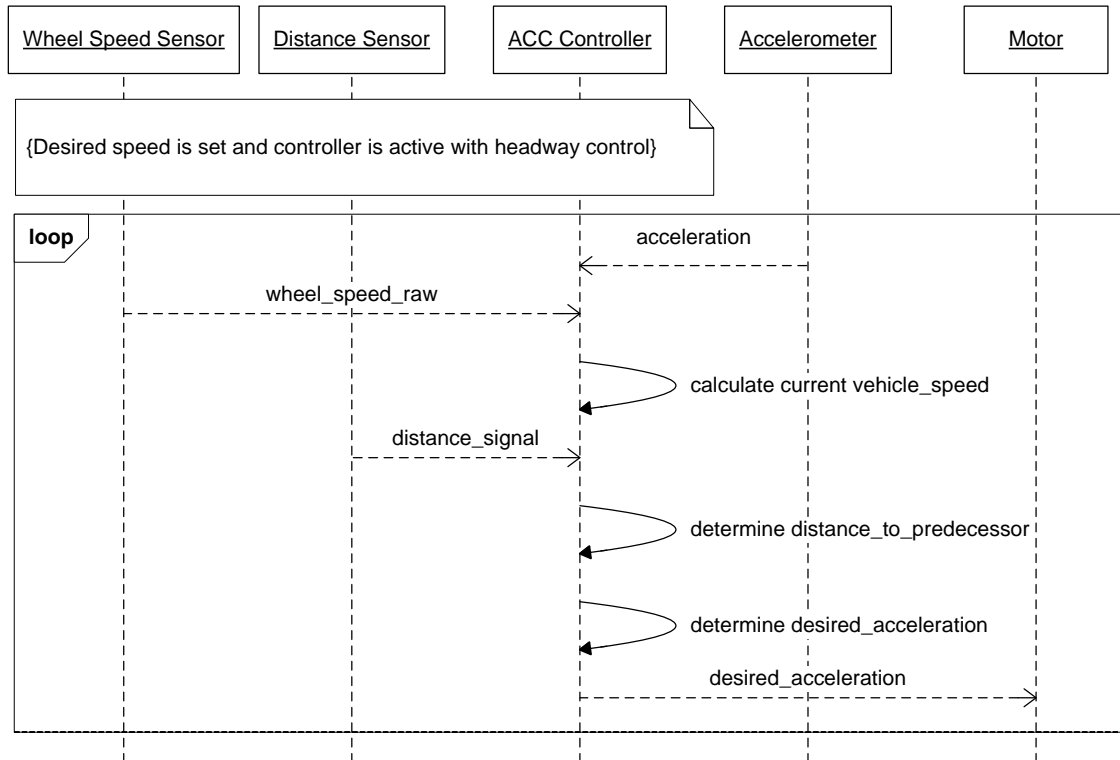 Wheel Speed Sensor
Distance Sensor
ACC Controller
Accelerometer
Motor
{Desired speed is set and controller is active with headway control}
loop
acceleration
wheel_speed_raw
calculate current vehicle_speed
distance_signal
determine distance_to_predecessor
determine desired_acceleration
desired_acceleration